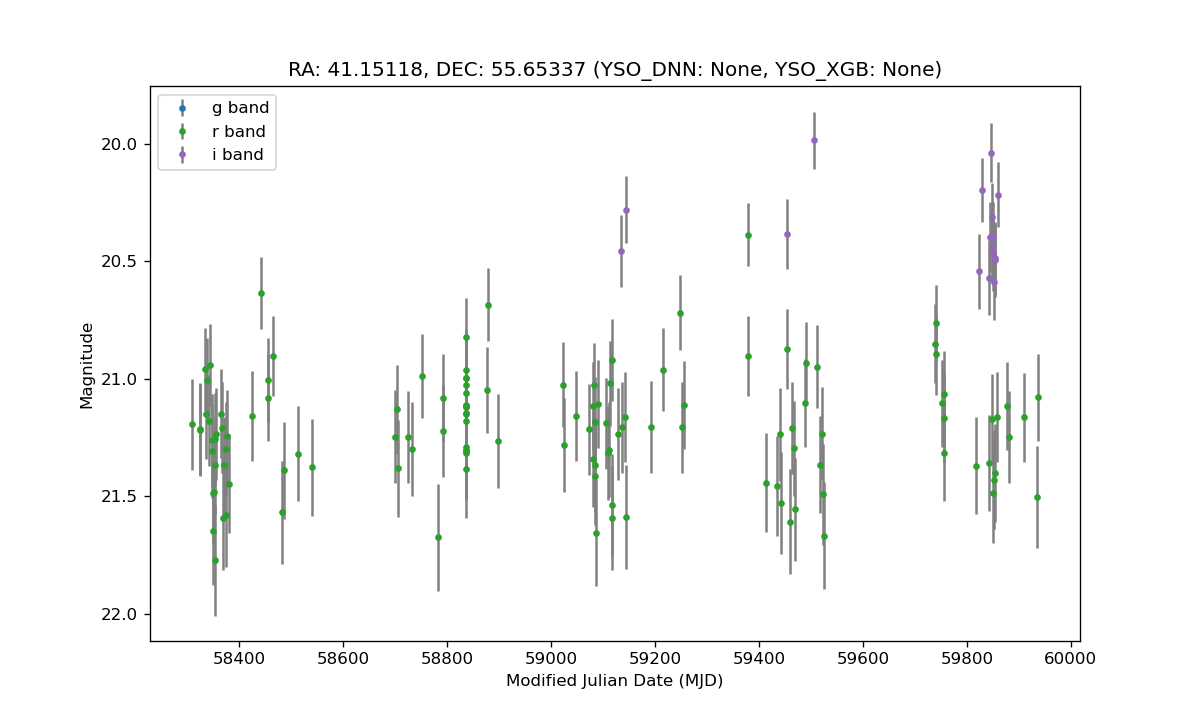 RA: 41.15118, DEC: 55.65337 (YSO_DNN: None, YSO_XGB: None)
g band
r band
i band
20.0
20.5
21.0
21.5
22.0
Magnitude
58400 58600 58800 59000 59200 59400 59600 59800 60000
Modified Julian Date (MJD)